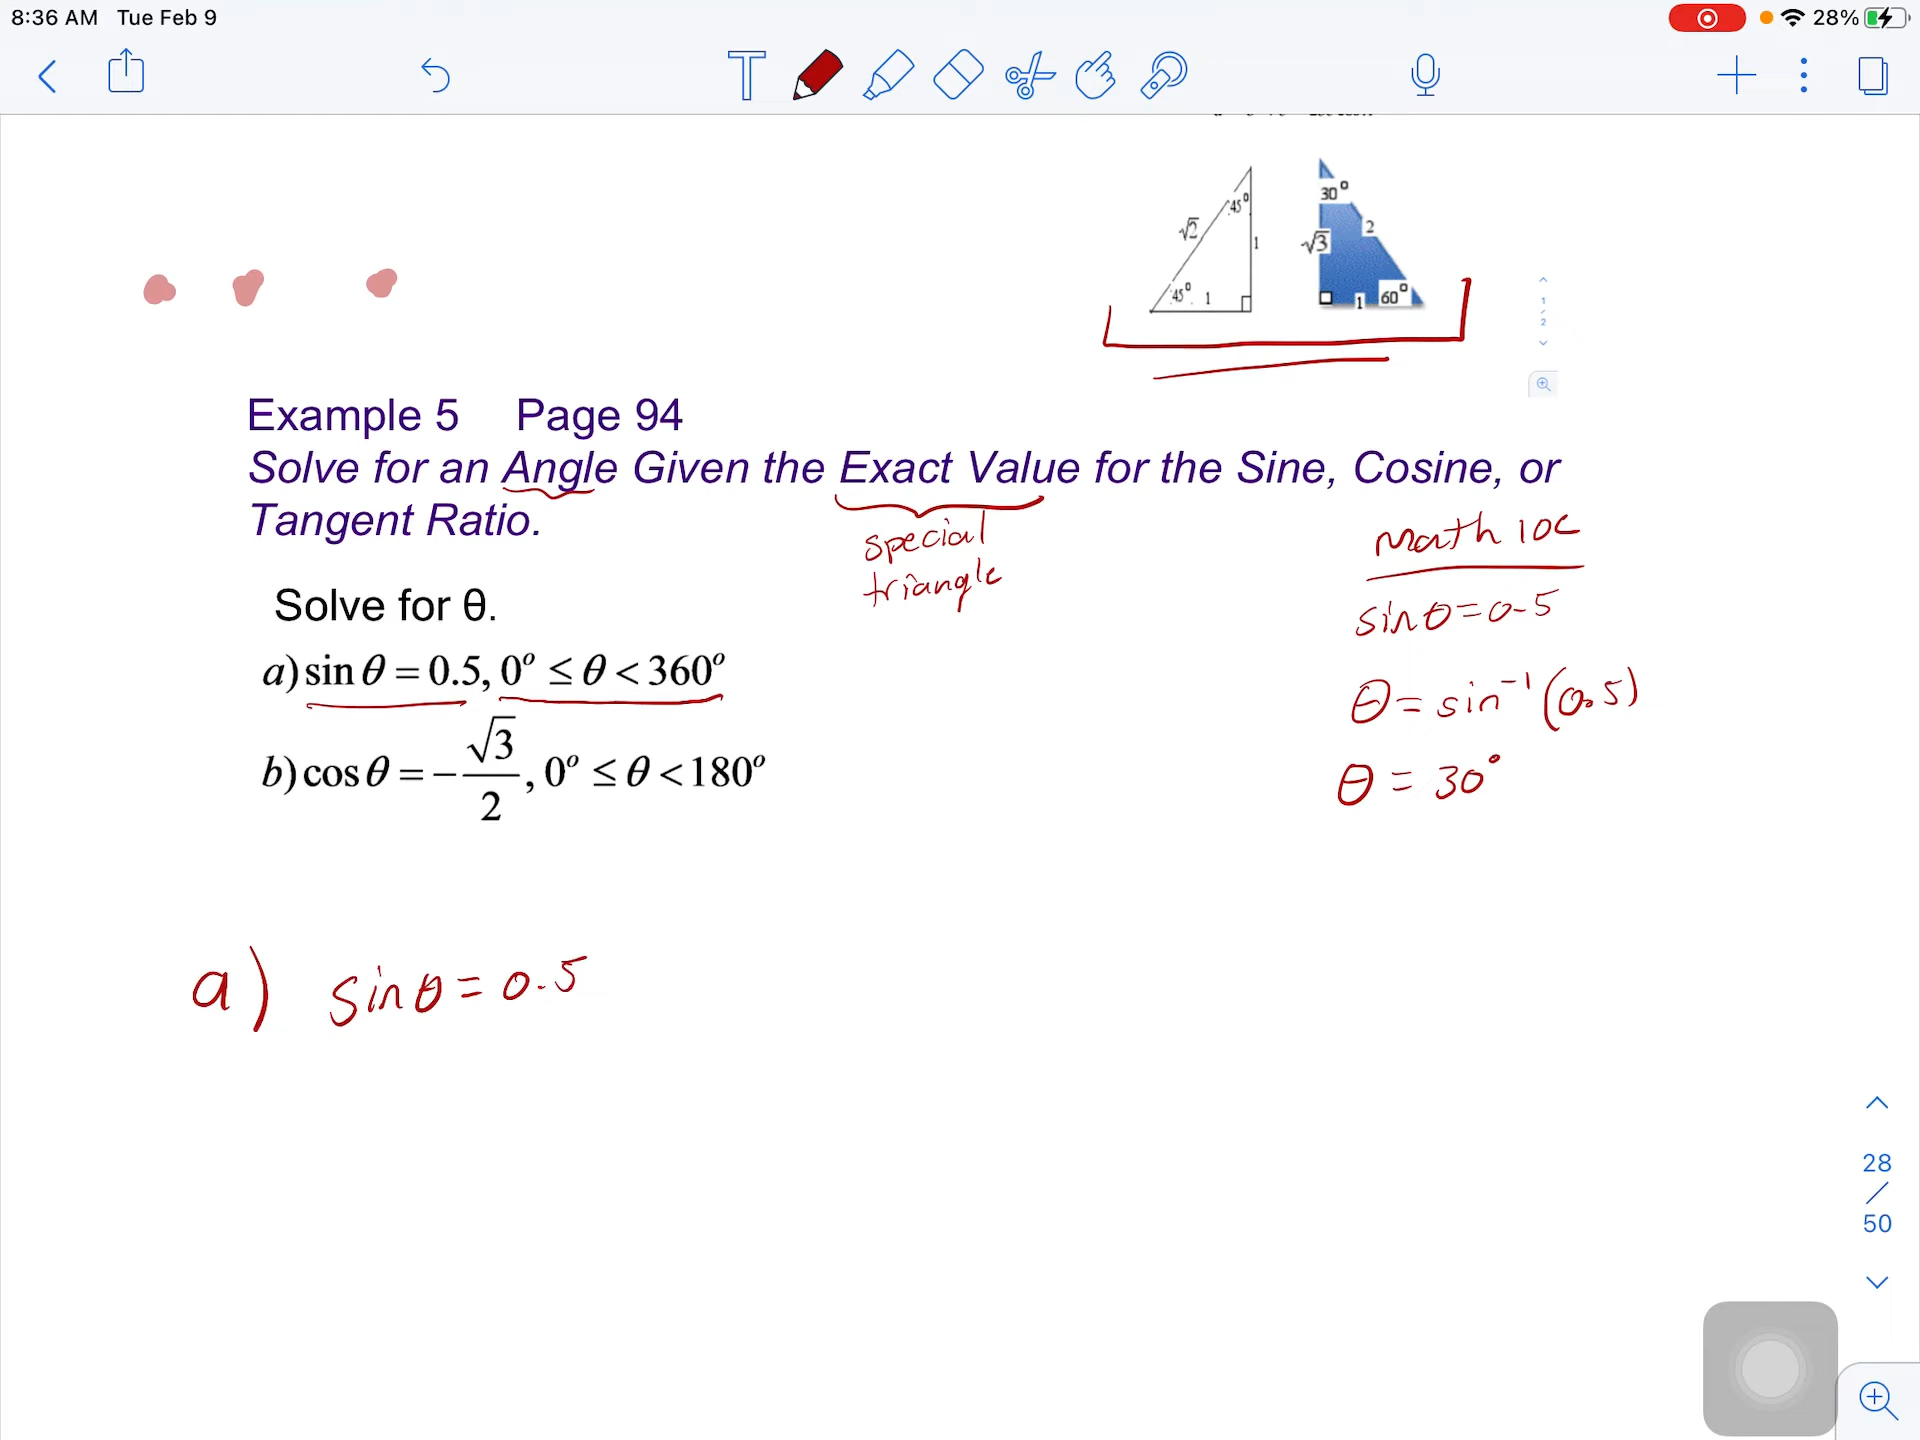 8:36 AM Tue Feb 9
28%
T
45°
√2
1
45°
1
30°
2
√3
1
60°
1
/
2
Example 5 Page 94
Solve for an Angle Given the Exact Value for the Sine, Cosine, or
Tangent Ratio.
special
triangle
Math 10C
sinθ=0.5
θ=sin⁻¹(0.5)
θ=30°
Solve for θ.
a) sin θ = 0.5, 0° ≤ θ < 360°
b) cos θ = -√3/2, 0° ≤ θ < 180°
a) sinθ=0.5
28
/
50